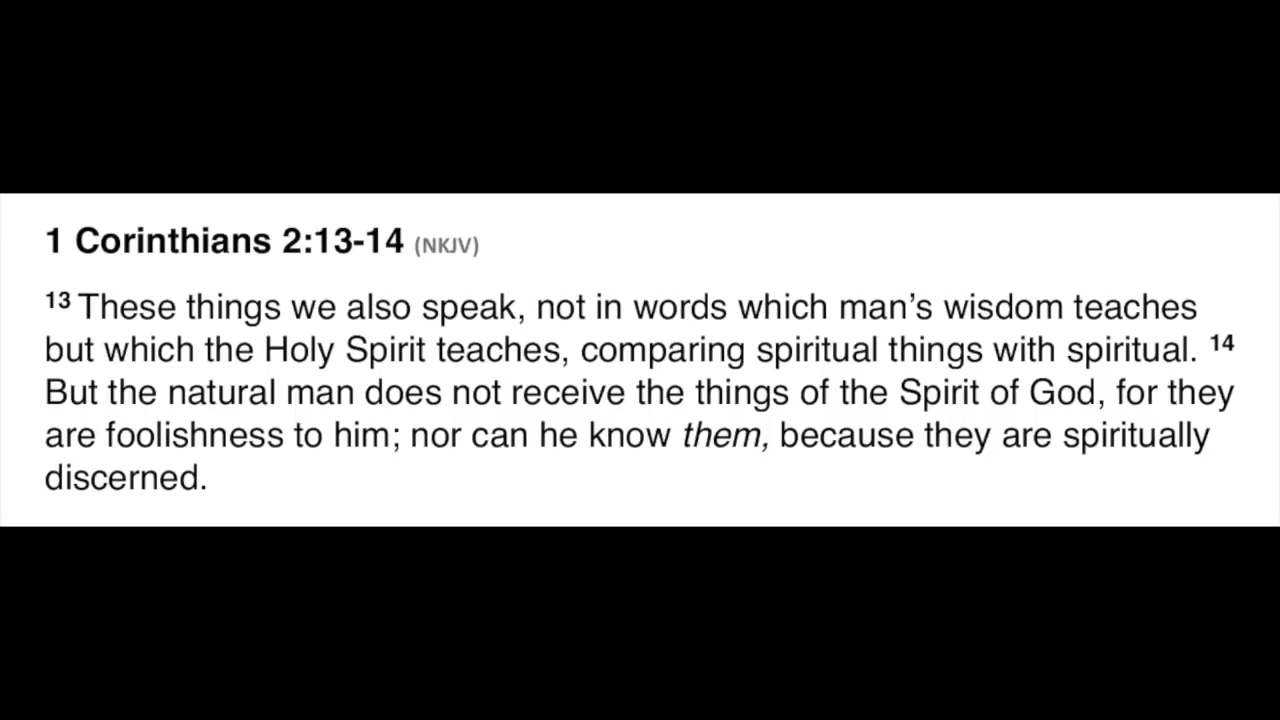 1 Corinthians 2:13-14 (NKJV)
13 These things we also speak, not in words which man’s wisdom teaches
but which the Holy Spirit teaches, comparing spiritual things with spiritual. 14
But the natural man does not receive the things of the Spirit of God, for they
are foolishness to him; nor can he know them, because they are spiritually
discerned.